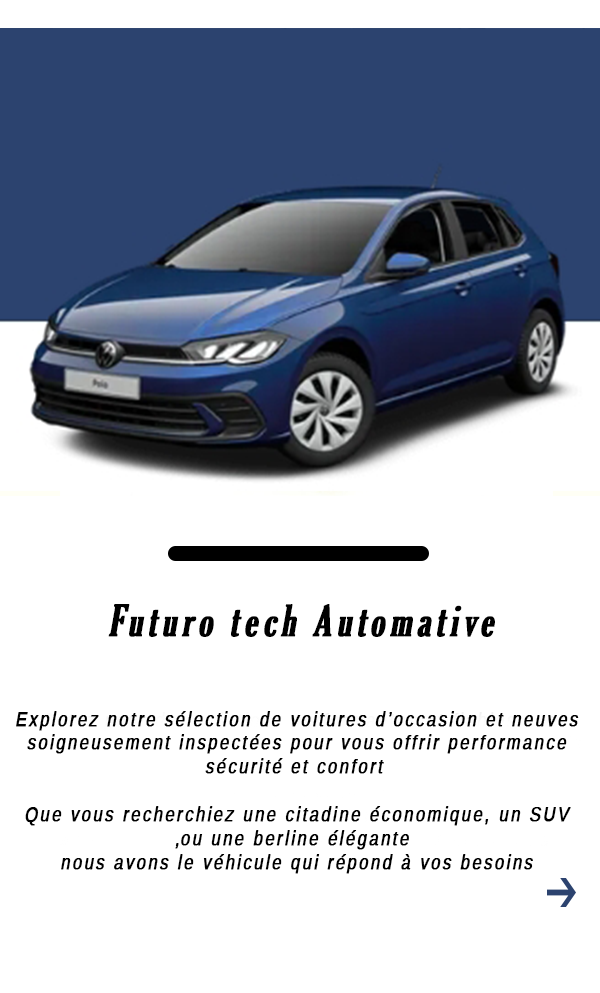 Polo
Futuro tech Automative
Explorez notre sélection de voitures d'occasion et neuves
soigneusement inspectées pour vous offrir performance
sécurité et confort
Que vous recherchiez une citadine économique, un SUV
,ou une berline élégante
nous avons le véhicule qui répond à vos besoins